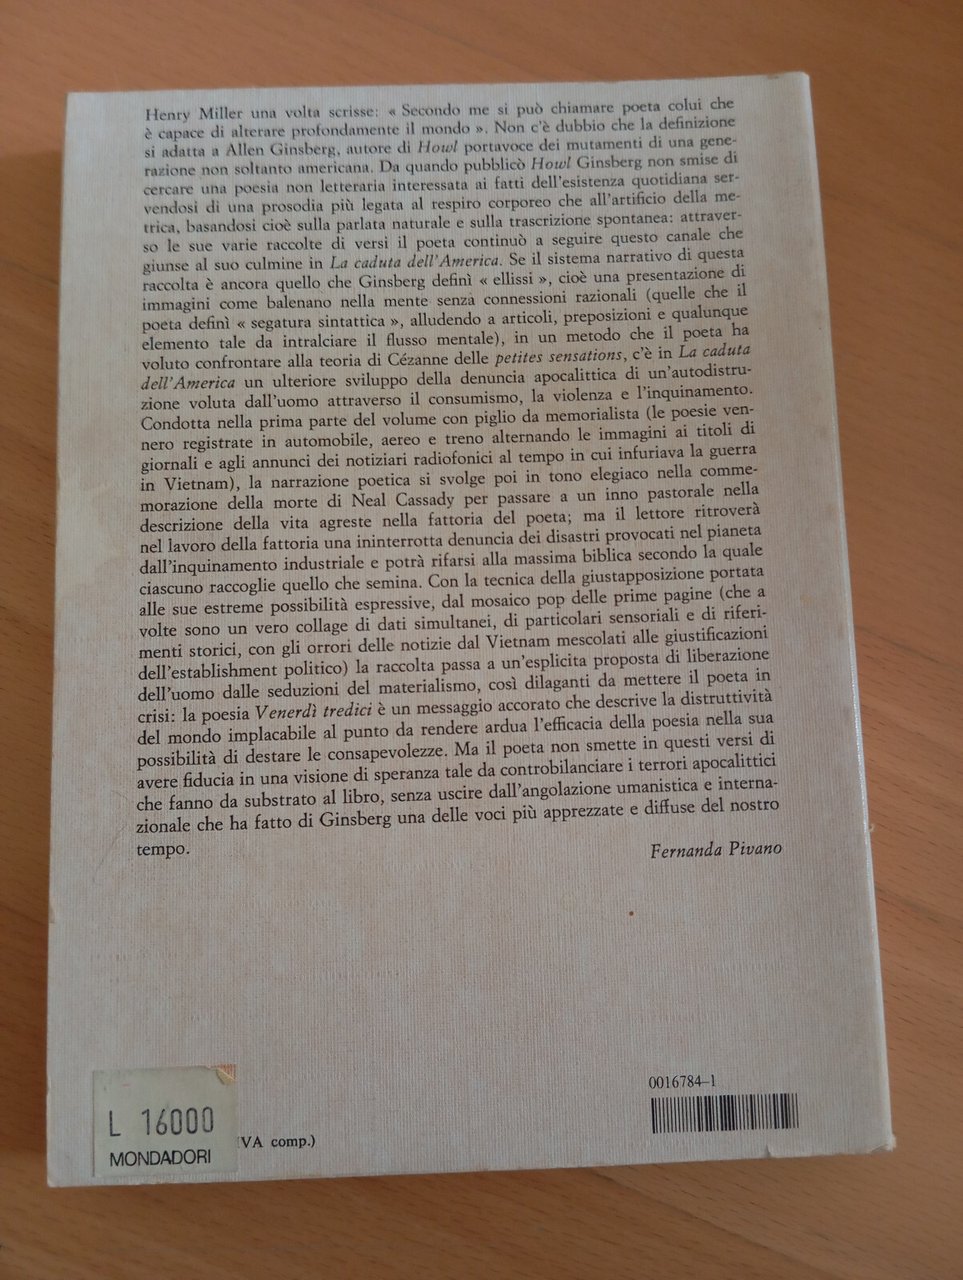 Henry Miller una volta scrisse: « Secondo me si può chiamare poeta colui che
è capace di alterare profondamente il mondo ». Non c'è dubbio che la definizione
si adatta a Allen Ginsberg, autore di Howl portavoce dei mutamenti di una gene-
razione non soltanto americana. Da quando pubblicò Howl Ginsberg non smise di
cercare una poesia non letteraria interessata ai fatti dell'esistenza quotidiana ser-
vendosi di una prosodia più legata al respiro corporeo che all'artificio della me-
trica, basandosi cioè sulla parlata naturale e sulla trascrizione spontanea: attraver-
so le sue varie raccolte di versi il poeta continuò a seguire questo canale che
giunse al suo culmine in La caduta dell'America. Se il sistema narrativo di questa
raccolta è ancora quello che Ginsberg definì « ellissi », cioè una presentazione di
immagini come balenano nella mente senza connessioni razionali (quelle che il
poeta definì « segatura sintattica », alludendo a articoli, preposizioni e qualunque
elemento tale da intralciare il flusso mentale), in un metodo che il poeta ha
voluto confrontare alla teoria di Cézanne delle petites sensations, c'è in La caduta
dell'America un ulteriore sviluppo della denuncia apocalittica di un'autodistru-
zione voluta dall'uomo attraverso il consumismo, la violenza e l'inquinamento.
Condotta nella prima parte del volume con piglio da memorialista (le poesie ven-
nero registrate in automobile, aereo e treno alternando le immagini ai titoli di
giornali e agli annunci dei notiziari radiofonici al tempo in cui infuriava la guerra
in Vietnam), la narrazione poetica si svolge poi in tono elegiaco nella comme-
morazione della morte di Neal Cassady per passare a un inno pastorale nella
descrizione della vita agreste nella fattoria del poeta; ma il lettore ritroverà
nel lavoro della fattoria una ininterrotta denuncia dei disastri provocati nel pianeta
dall'inquinamento industriale e potrà rifarsi alla massima biblica secondo la quale
ciascuno raccoglie quello che semina. Con la tecnica della giustapposizione portata
alle sue estreme possibilità espressive, dal mosaico pop delle prime pagine (che a
volte sono un vero collage di dati simultanei, di particolari sensoriali e di riferi-
menti storici, con gli orrori delle notizie dal Vietnam mescolati alle giustificazioni
dell'establishment politico) la raccolta passa a un'esplicita proposta di liberazione
dell'uomo dalle seduzioni del materialismo, così dilaganti da mettere il poeta in
crisi: la poesia Venerdì tredici è un messaggio accorato che descrive la distruttività
del mondo implacabile al punto da rendere ardua l'efficacia della poesia nella sua
possibilità di destare le consapevolezze. Ma il poeta non smette in questi versi di
avere fiducia in una visione di speranza tale da controbilanciare i terrori apocalittici
che fanno da substrato al libro, senza uscire dall'angolazione umanistica e interna-
zionale che ha fatto di Ginsberg una delle voci più apprezzate e diffuse del nostro
tempo.
Fernanda Pivano
0016784-1
L 16000
IVA comp.)
MONDADORI